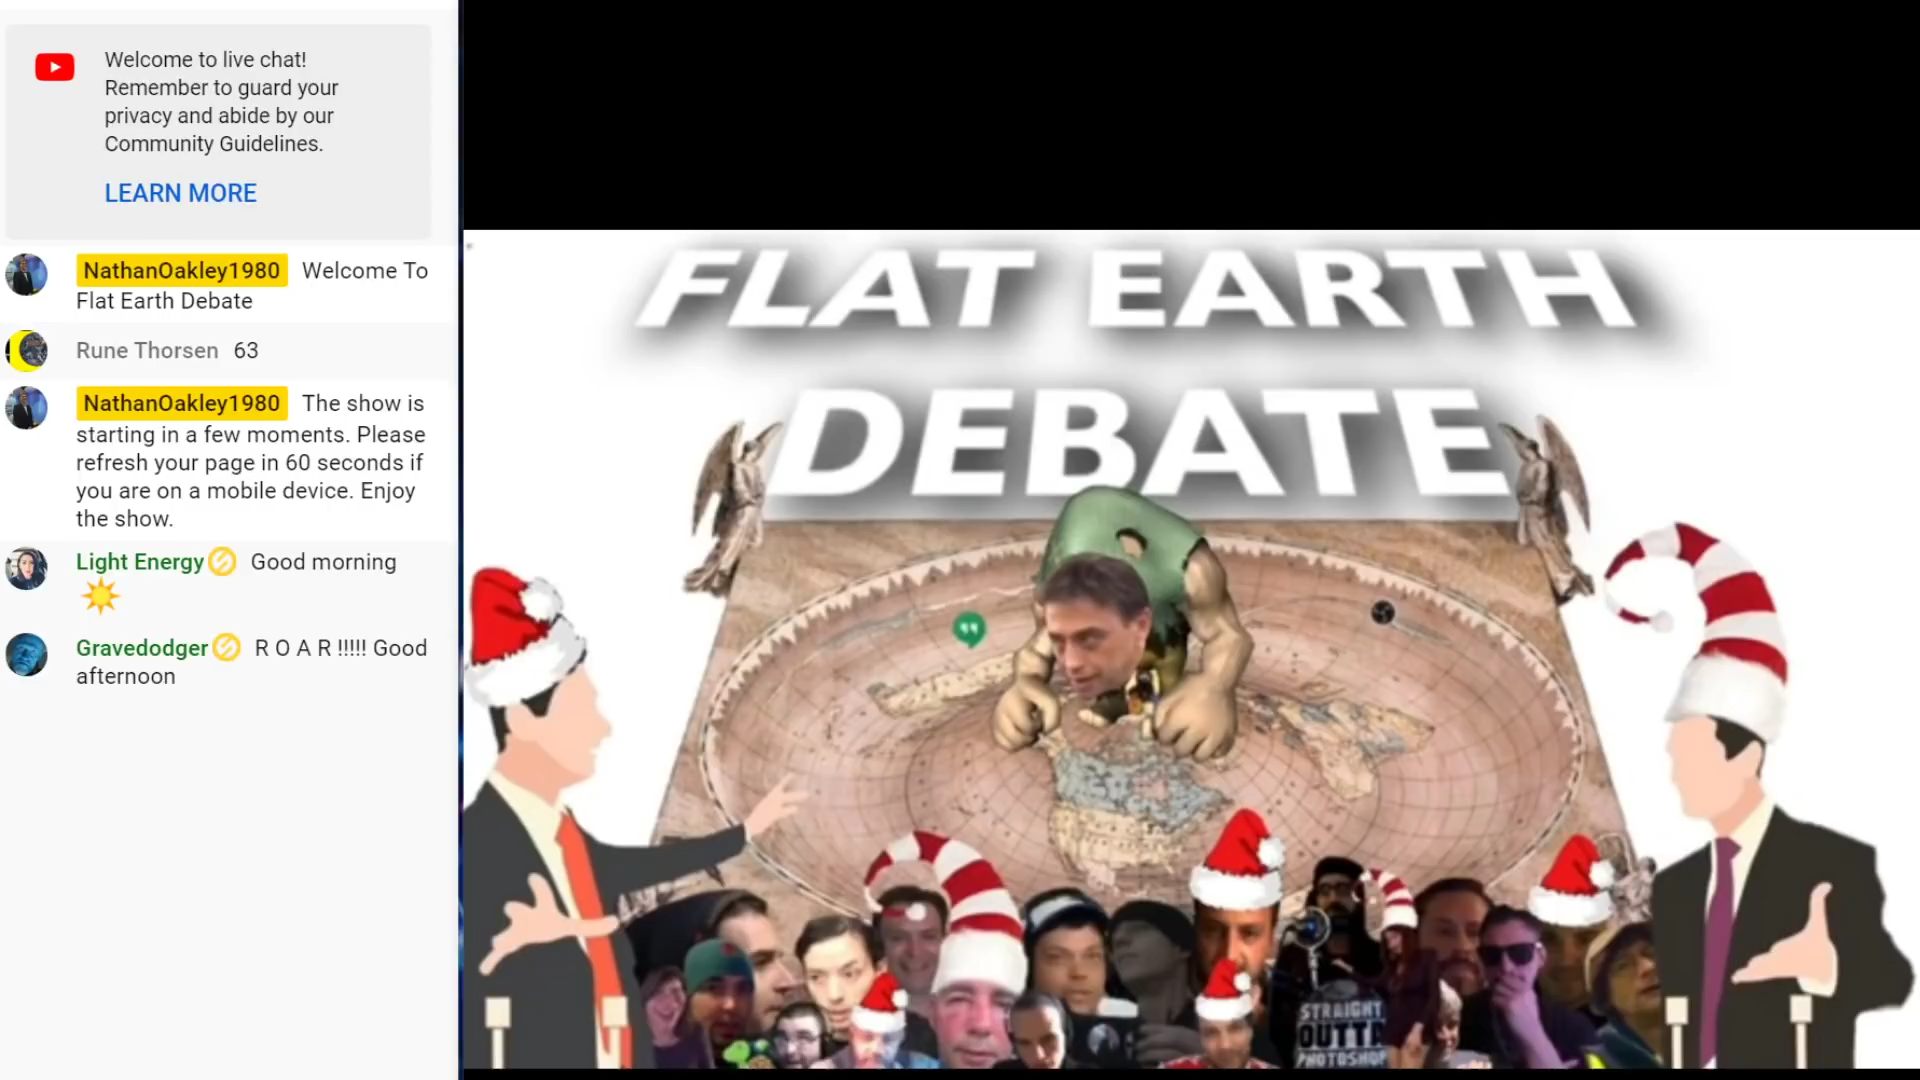 Welcome to live chat!
Remember to guard your
privacy and abide by our
Community Guidelines.
LEARN MORE
NathanOakley1980 Welcome To
Flat Earth Debate
Rune Thorsen 63
NathanOakley1980 The show is
starting in a few moments. Please
refresh your page in 60 seconds if
you are on a mobile device. Enjoy
the show.
Light Energy Good morning
Gravedodger R O A R !!!!! Good
afternoon
FLAT EARTH
DEBATE
STRAIGHT
OUTTA
PHOTOSHOP